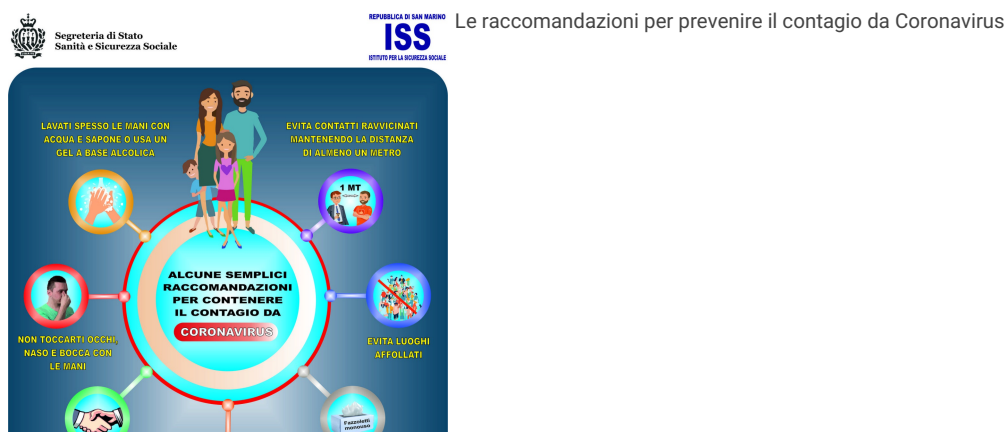 Segreteria di Stato
Sanità e Sicurezza Sociale
REPUBBLICA DI SAN MARINO
ISS
ISTITUTO PER LA SICUREZZA SOCIALE
Le raccomandazioni per prevenire il contagio da Coronavirus
LAVATI SPESSO LE MANI CON
ACQUA E SAPONE O USA UN
GEL A BASE ALCOLICA
EVITA CONTATTI RAVVICINATI
MANTENENDO LA DISTANZA
DI ALMENO UN METRO
1 MT
ALCUNE SEMPLICI
RACCOMANDAZIONI
PER CONTENERE
IL CONTAGIO DA
CORONAVIRUS
NON TOCCARTI OCCHI,
NASO E BOCCA CON
LE MANI
EVITA LUOGHI
AFFOLLATI
Fazzoletti
monouso